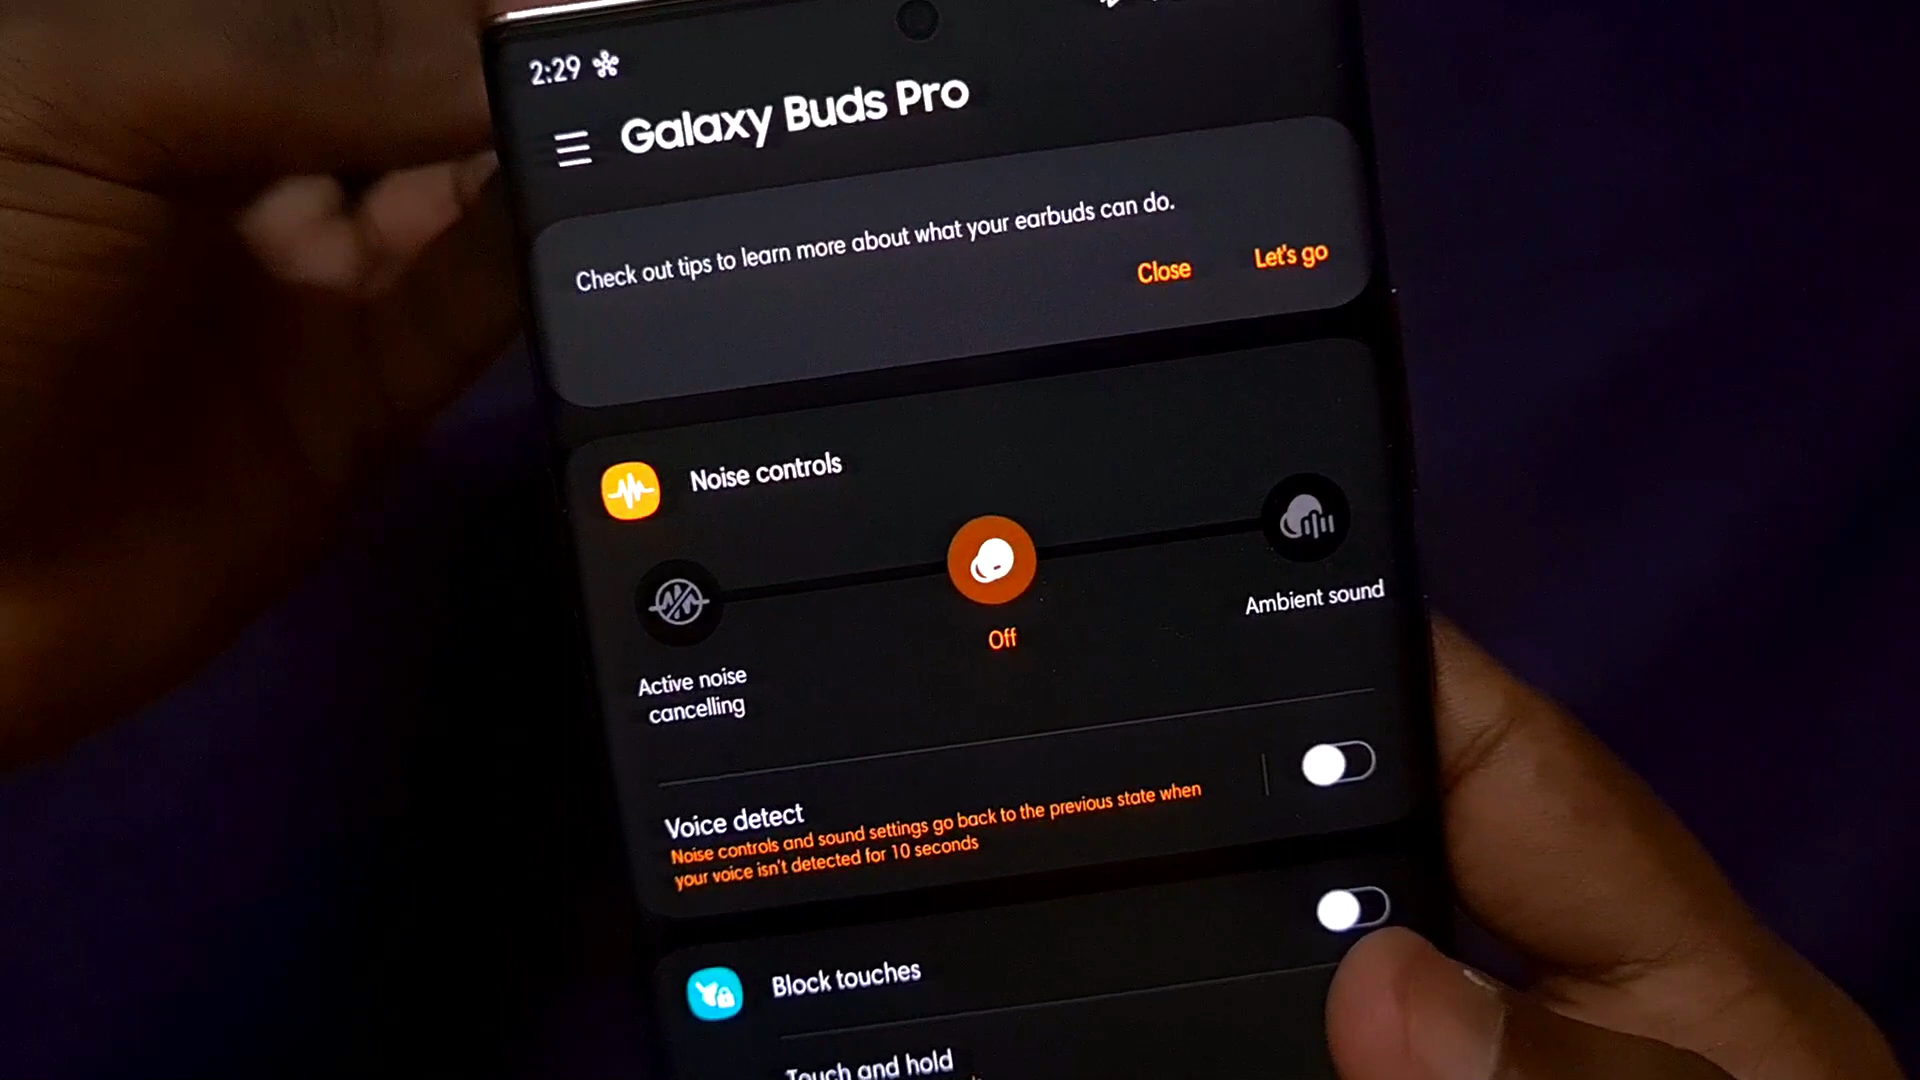 2:29
Galaxy Buds Pro
Check out tips to learn more about what your earbuds can do.
Close
Let's go
Noise controls
Active noise
cancelling
Off
Ambient sound
Voice detect
Noise controls and sound settings go back to the previous state when
your voice isn't detected for 10 seconds
Block touches
Touch and hold